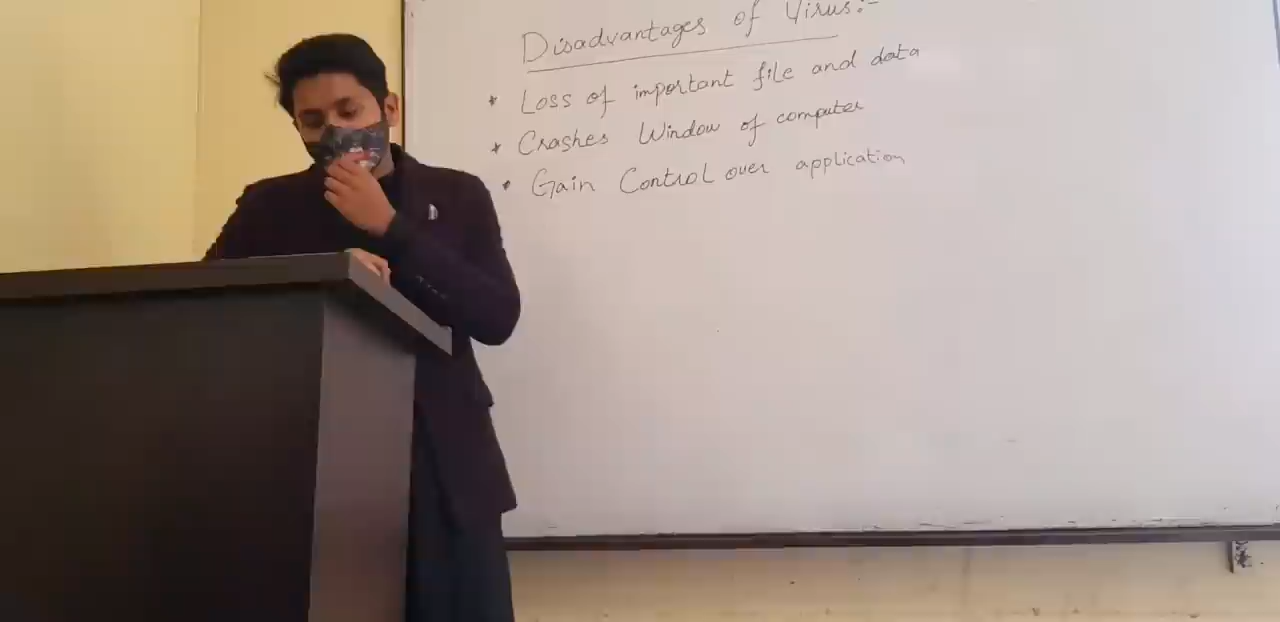 Disadvantages of Virus:-
* Loss of important file and data
* Crashes Window of computer
* Gain Control over application